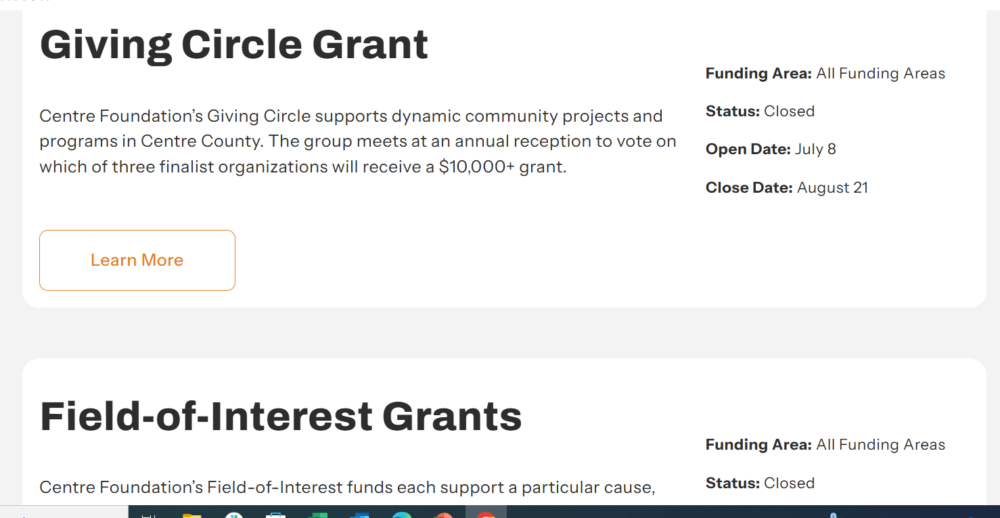 Giving Circle Grant
Funding Area: All Funding Areas
Centre Foundation’s Giving Circle supports dynamic community projects and
Status: Closed
programs in Centre County. The group meets at an annual reception to vote on
Open Date: July 8
which of three finalist organizations will receive a $10,000+ grant.
Close Date: August 21
Learn More
Field-of-Interest Grants
Funding Area: All Funding Areas
Centre Foundation’s Field-of-Interest funds each support a particular cause,
Status: Closed